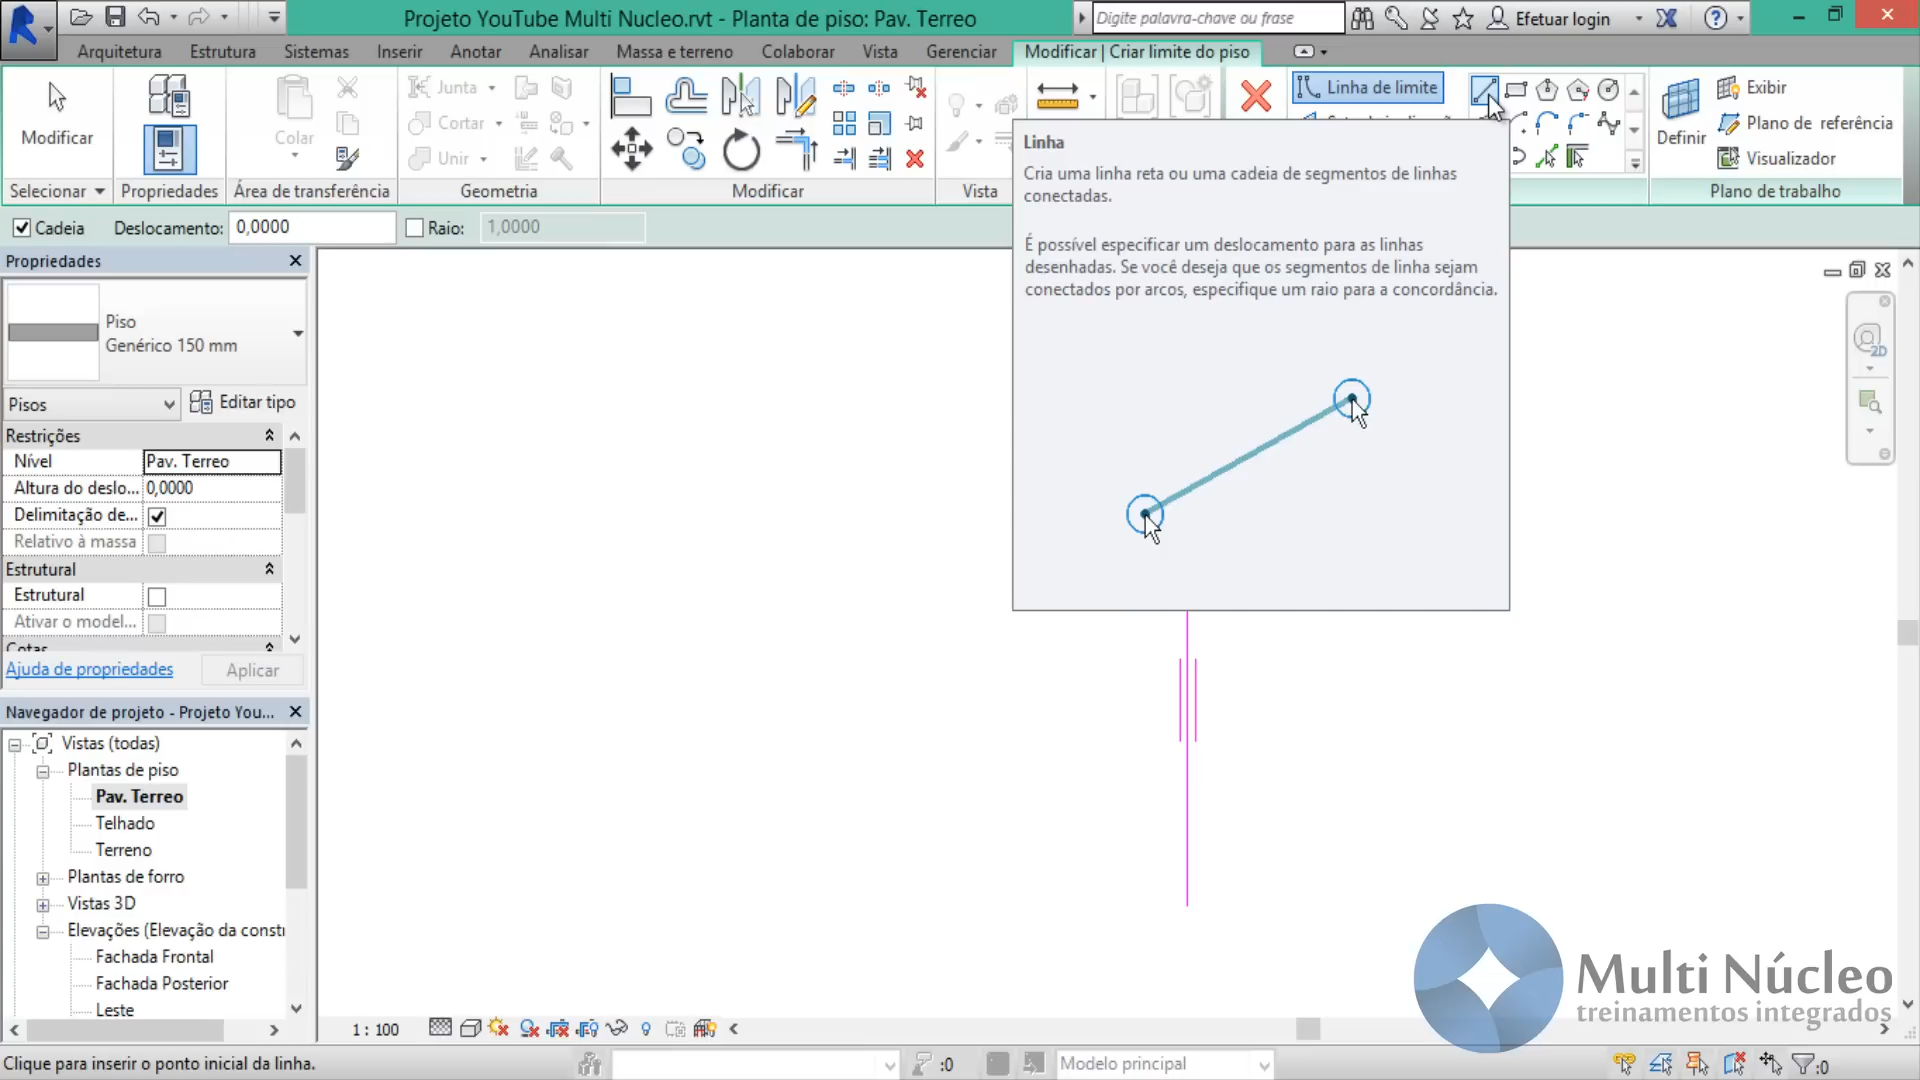 Projeto YouTube Multi Nucleo.rvt - Planta de piso: Pav. Terreo
Digite palavra-chave ou frase
Efetuar login
Arquitetura
Estrutura
Sistemas
Inserir
Anotar
Analisar
Massa e terreno
Colaborar
Vista
Gerenciar
Modificar | Criar limite do piso
Modificar
Colar
Junta
Cortar
Unir
Linha de limite
Definir
Exibir
Plano de referência
Visualizador
Selecionar
Propriedades
Área de transferência
Geometria
Modificar
Vista
Plano de trabalho
Cadeia
Deslocamento:
0,0000
Raio:
1,0000
Linha
Cria uma linha reta ou uma cadeia de segmentos de linhas
conectadas.
É possível especificar um deslocamento para as linhas
desenhadas. Se você deseja que os segmentos de linha sejam
conectados por arcos, especifique um raio para a concordância.
Propriedades
Piso
Genérico 150 mm
Pisos
Editar tipo
Restrições
Nível
Pav. Terreo
Altura do deslo...
0,0000
Delimitação de...
Relativo à massa
Estrutural
Estrutural
Ativar o model...
Cotas
Ajuda de propriedades
Aplicar
Navegador de projeto - Projeto You...
Vistas (todas)
Plantas de piso
Pav. Terreo
Telhado
Terreno
Plantas de forro
Vistas 3D
Elevações (Elevação da constr
Fachada Frontal
Fachada Posterior
Leste
2D
1 : 100
Multi Núcleo
treinamentos integrados
Clique para inserir o ponto inicial da linha.
:0
Modelo principal
:0